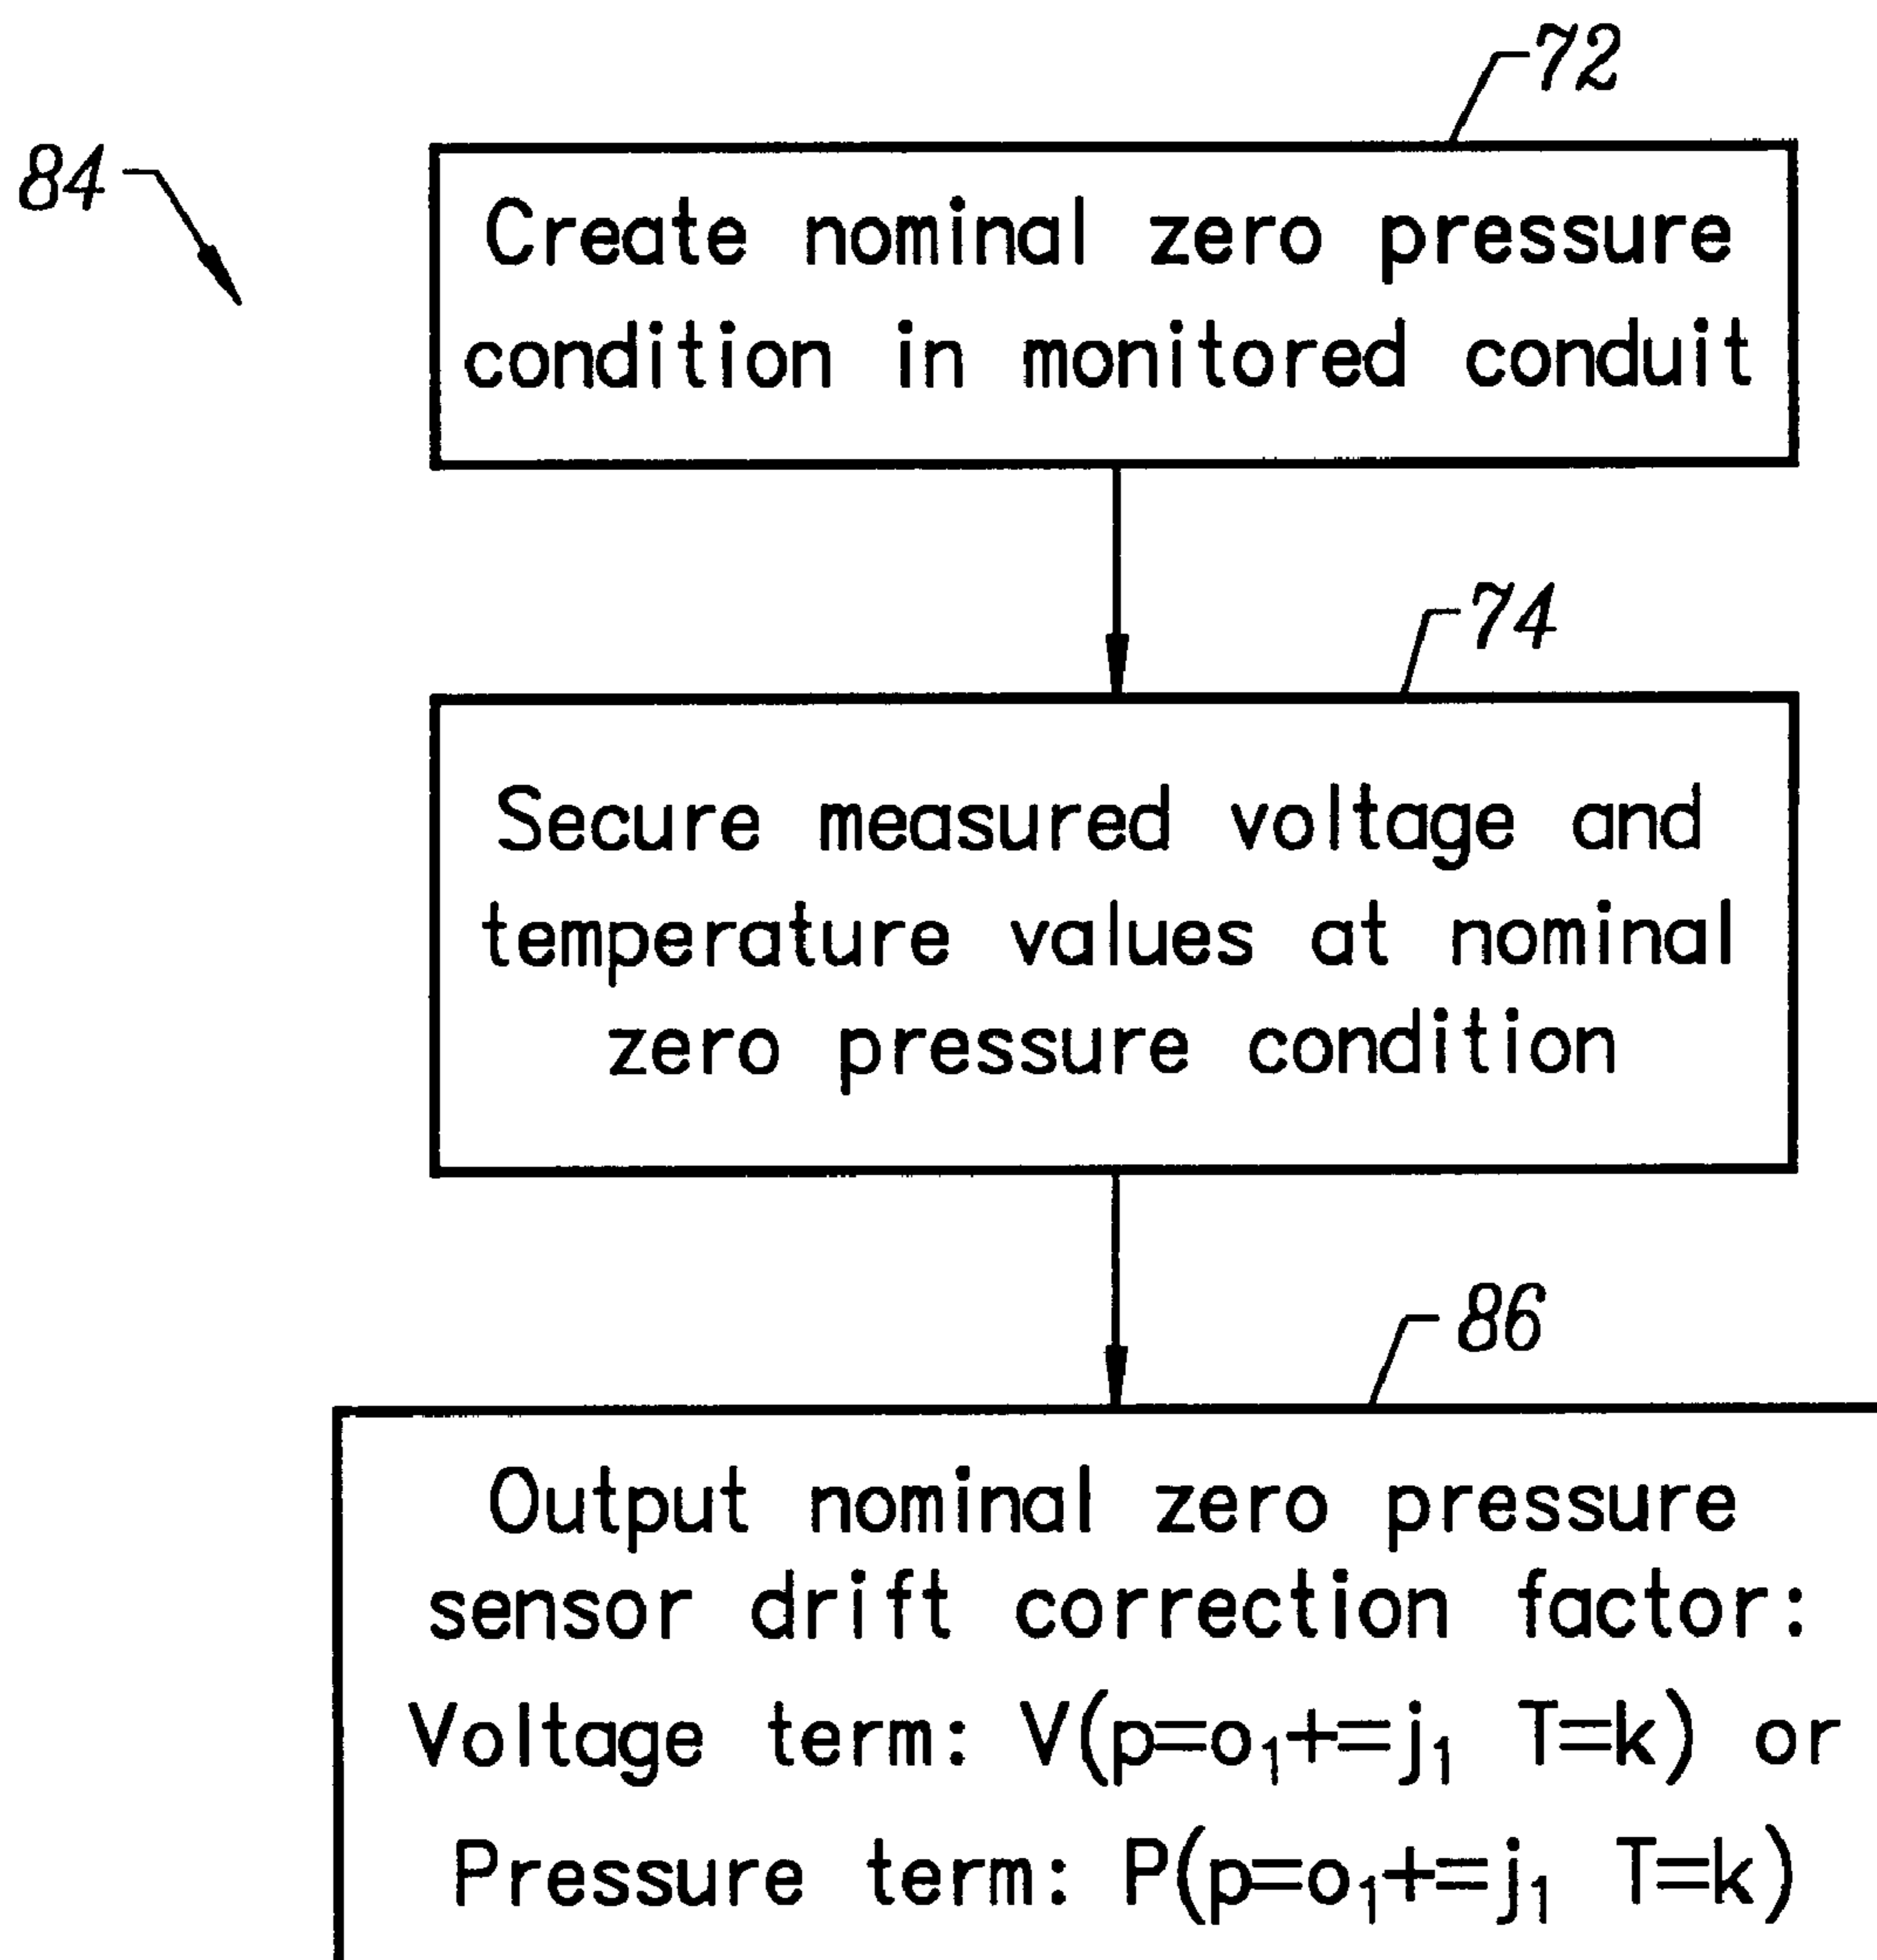 72
84
Create nominal zero pressure
condition in monitored conduit
74
Secure measured voltage and
temperature values at nominal
zero pressure condition
86
Output nominal zero pressure
sensor drift correction factor:
Voltage term: V(p=o₁+=j₁ T=k) or
Pressure term: P(p=o₁+=j₁ T=k)